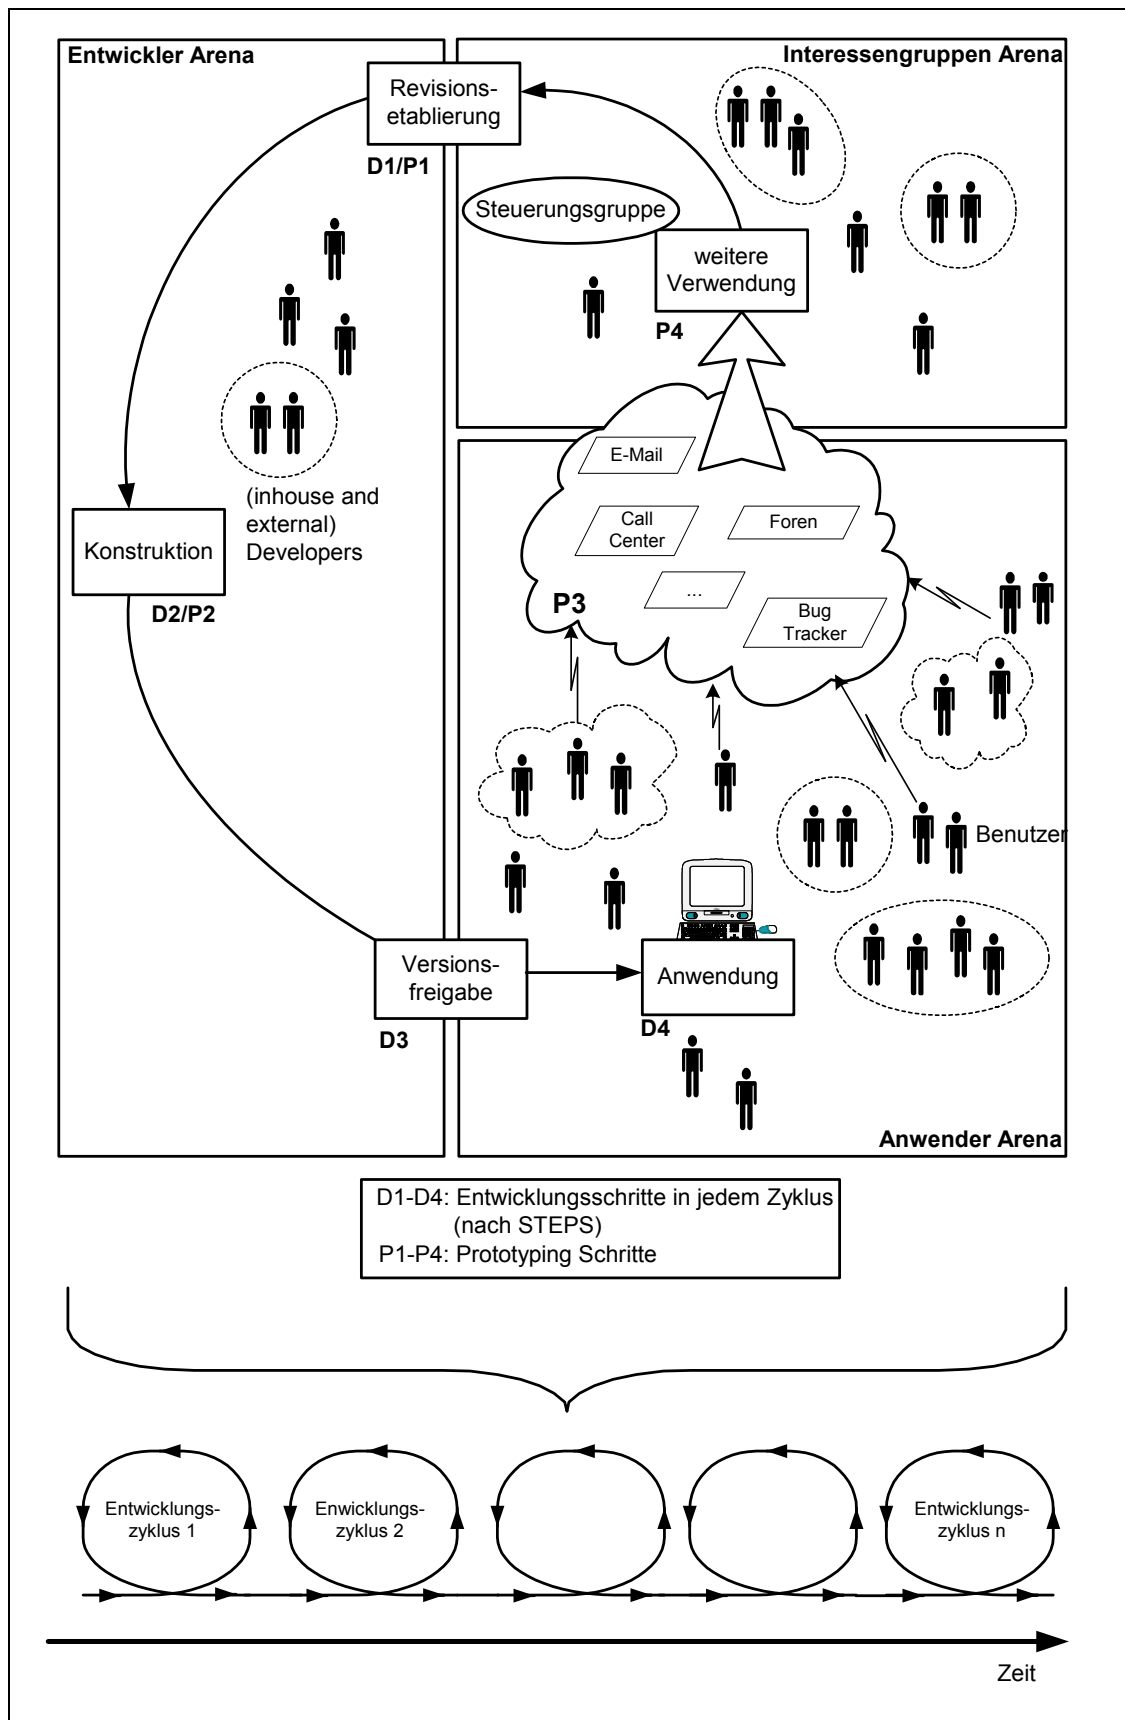 Entwickler Arena
Interessengruppen Arena
Revisions-
etablierung
D1/P1
Steuerungsgruppe
weitere
Verwendung
P4
(inhouse and
external)
Developers
Konstruktion
D2/P2
E-Mail
Call
Center
Foren
...
P3
Bug
Tracker
Benutzer
Versions-
freigabe
D3
Anwendung
D4
Anwender Arena
D1-D4: Entwicklungsschritte in jedem Zyklus
(nach STEPS)
P1-P4: Prototyping Schritte
Entwicklungs-
zyklus 1
Enwicklungs-
zyklus 2
Entwicklungs-
zyklus n
Zeit